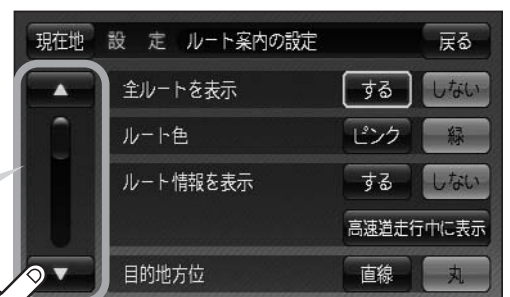 現在地 設 定 ルート案内の設定 戻る
全ルートを表示 する しない
ルート色 ピンク 緑
ルート情報を表示 する しない
高速道走行中に表示
目的地方位 直線 丸